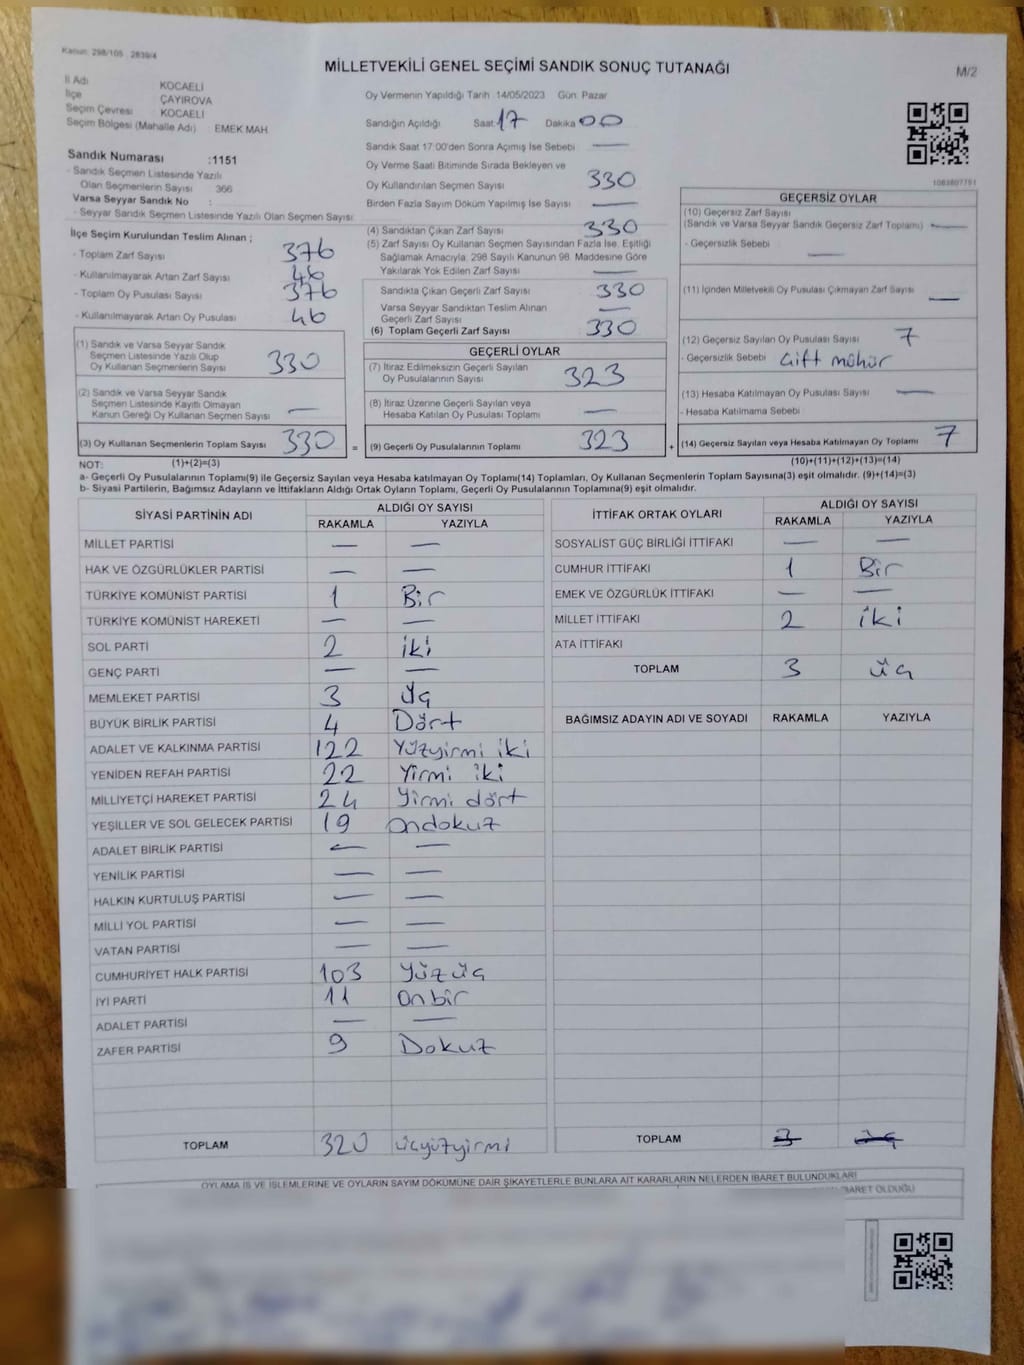 Kanun: 298/105 , 2839/4
MİLLETVEKİLİ GENEL SEÇİMİ SANDIK SONUÇ TUTANAĞI
M/2
İl Adı KOCAELİ
İlçe ÇAYIROVA
Seçim Çevresi KOCAELİ
Seçim Bölgesi (Mahalle Adı) : EMEK MAH
Sandık Numarası :1151
- Sandık Seçmen Listesinde Yazılı
Olan Seçmenlerin Sayısı 366
Varsa Seyyar Sandık No :
- Seyyar Sandık Seçmen Listesinde Yazılı Olan Seçmen Sayısı:
İlçe Seçim Kurulundan Teslim Alınan ;
- Toplam Zarf Sayısı 376
- Kullanılmayarak Artan Zarf Sayısı 46
- Toplam Oy Pusulası Sayısı 376
- Kullanılmayarak Artan Oy Pusulası 46
(1) Sandık ve Varsa Seyyar Sandık
Seçmen Listesinde Yazılı Olup
Oy Kullanan Seçmenlerin Sayısı 330
(2) Sandık ve Varsa Seyyar Sandık
Seçmen Listesinde Kayıtlı Olmayan
Kanun Gereği Oy Kullanan Seçmen Sayısı —
(3) Oy Kullanan Seçmenlerin Toplam Sayısı 330 =
Oy Vermenin Yapıldığı Tarih :14/05/2023 Gün: Pazar
Sandığın Açıldığı Saat 17 Dakika 00
Sandık Saat 17:00'den Sonra Açımış İse Sebebi —
Oy Verme Saati Bitiminde Sırada Bekleyen ve
Oy Kullandırılan Seçmen Sayısı 330
Birden Fazla Sayım Döküm Yapılmış İse Sayısı —
(4) Sandıktan Çıkan Zarf Sayısı 330
(5) Zarf Sayısı Oy Kullanan Seçmen Sayısından Fazla İse, Eşitliği
Sağlamak Amacıyla, 298 Sayılı Kanunun 98. Maddesine Göre
Yakılarak Yok Edilen Zarf Sayısı —
Sandıkta Çıkan Geçerli Zarf Sayısı 330
Varsa Seyyar Sandıktan Teslim Alınan
Geçerli Zarf Sayısı —
(6) Toplam Geçerli Zarf Sayısı 330
GEÇERLİ OYLAR
(7) İtiraz Edilmeksizin Geçerli Sayılan
Oy Pusulalarının Sayısı 323
(8) İtiraz Üzerine Geçerli Sayılan veya
Hesaba Katılan Oy Pusulası Toplamı —
(9) Geçerli Oy Pusulalarının Toplamı 323 +
1083807751
GEÇERSİZ OYLAR
(10) Geçersiz Zarf Sayısı
(Sandık ve Varsa Seyyar Sandık Geçersiz Zarf Toplamı) —
- Geçersizlik Sebebi —
(11) İçinden Milletvekili Oy Pusulası Çıkmayan Zarf Sayısı —
(12) Geçersiz Sayılan Oy Pusulası Sayısı 7
- Geçersizlik Sebebi Çift mühür
(13) Hesaba Katılmayan Oy Pusulası Sayısı —
- Hesaba Katılmama Sebebi
(14) Geçersiz Sayılan veya Hesaba Katılmayan Oy Toplamı 7
NOT: (1)+(2)=(3) (10)+(11)+(12)+(13)=(14)
a- Geçerli Oy Pusulalarının Toplamı(9) ile Geçersiz Sayılan veya Hesaba katılmayan Oy Toplamı(14) Toplamları, Oy Kullanan Seçmenlerin Toplam Sayısına(3) eşit olmalıdır. (9)+(14)=(3)
b- Siyasi Partilerin, Bağımsız Adayların ve İttifakların Aldığı Ortak Oyların Toplamı, Geçerli Oy Pusulalarının Toplamına(9) eşit olmalıdır.
SİYASİ PARTİNİN ADI ALDIĞI OY SAYISI
RAKAMLA YAZIYLA
MİLLET PARTİSİ — —
HAK VE ÖZGÜRLÜKLER PARTİSİ — —
TÜRKİYE KOMÜNİST PARTİSİ 1 Bir
TÜRKİYE KOMÜNİST HAREKETİ — —
SOL PARTİ 2 iki
GENÇ PARTİ — —
MEMLEKET PARTİSİ 3 Üç
BÜYÜK BİRLİK PARTİSİ 4 Dört
ADALET VE KALKINMA PARTİSİ 122 Yüzyirmi iki
YENİDEN REFAH PARTİSİ 22 Yirmi iki
MİLLİYETÇİ HAREKET PARTİSİ 24 Yirmi dört
YEŞİLLER VE SOL GELECEK PARTİSİ 19 ondokuz
ADALET BİRLİK PARTİSİ — —
YENİLİK PARTİSİ — —
HALKIN KURTULUŞ PARTİSİ — —
MİLLİ YOL PARTİSİ — —
VATAN PARTİSİ — —
CUMHURİYET HALK PARTİSİ 103 Yüzüç
İYİ PARTİ 11 Onbir
ADALET PARTİSİ — —
ZAFER PARTİSİ 9 Dokuz
TOPLAM 320 üçyüzyirmi
İTTİFAK ORTAK OYLARI ALDIĞI OY SAYISI
RAKAMLA YAZIYLA
SOSYALİST GÜÇ BİRLİĞİ İTTİFAKI — —
CUMHUR İTTİFAKI 1 Bir
EMEK VE ÖZGÜRLÜK İTTİFAKI — —
MİLLET İTTİFAKI 2 iki
ATA İTTİFAKI
TOPLAM 3 üç
BAĞIMSIZ ADAYIN ADI VE SOYADI RAKAMLA YAZIYLA
TOPLAM 3 üç
OYLAMA İŞ VE İŞLEMLERİNE VE OYLARIN SAYIM DÖKÜMÜNE DAİR ŞİKAYETLERLE BUNLARA AİT KARARLARIN NELERDEN İBARET BULUNDUKLARI
İBARET OLDUĞU